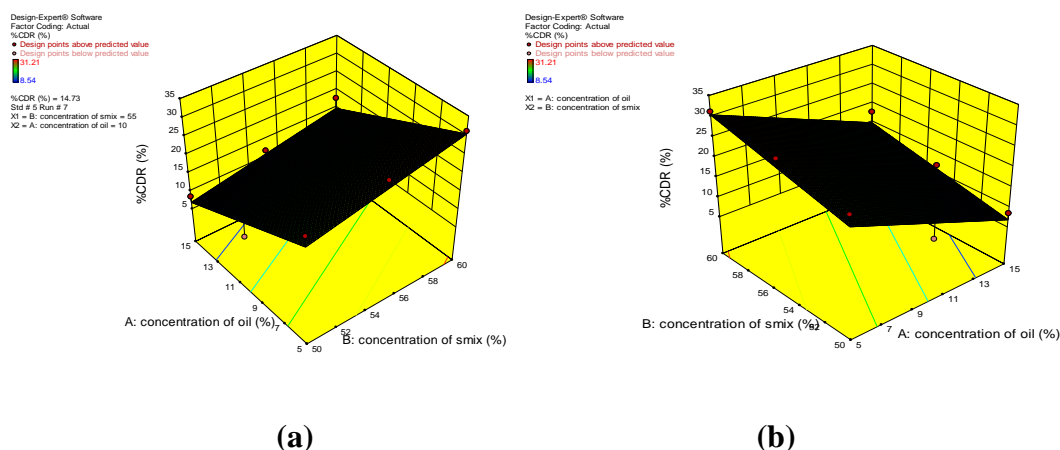 Design-Expert® Software
Factor Coding: Actual
%CDR (%)
Design points above predicted value
Design points below predicted value
31.21
8.54
%CDR (%) = 14.73
Std # 5 Run # 7
X1 = B: concentration of smix = 55
X2 = A: concentration of oil = 10
35
30
25
20
15
10
5
%CDR (%)
15
13
11
9
7
5
A: concentration of oil (%)
50
52
54
56
58
60
B: concentration of smix (%)
(a)
Design-Expert® Software
Factor Coding: Actual
%CDR (%)
Design points above predicted value
Design points below predicted value
31.21
8.54
X1 = A: concentration of oil
X2 = B: concentration of smix
35
30
25
20
15
10
5
%CDR (%)
60
58
56
54
52
50
B: concentration of smix (%)
5
7
9
11
13
15
A: concentration of oil (%)
(b)